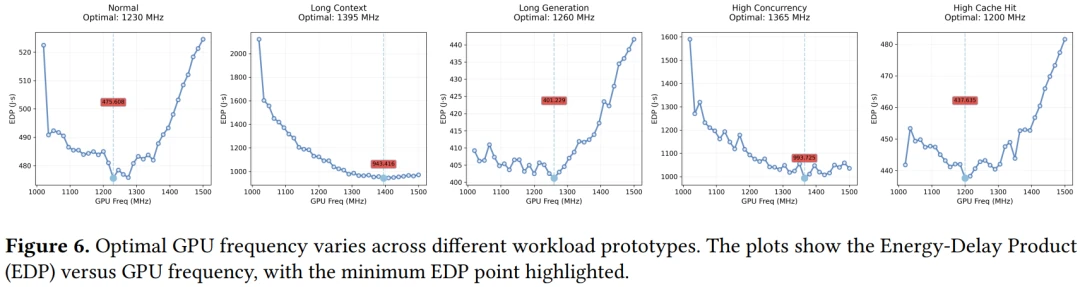 Normal
Optimal: 1230 MHz
520
510
500
490
480
EDP (J·s)
475.608
1000 1100 1200 1300 1400 1500
GPU Freq (MHz)
Long Context
Optimal: 1395 MHz
2000
1800
1600
1400
1200
1000
EDP (J·s)
943.416
1000 1100 1200 1300 1400 1500
GPU Freq (MHz)
Long Generation
Optimal: 1260 MHz
440
435
430
425
420
415
410
405
400
EDP (J·s)
401.229
1000 1100 1200 1300 1400 1500
GPU Freq (MHz)
High Concurrency
Optimal: 1365 MHz
1600
1500
1400
1300
1200
1100
1000
EDP (J·s)
993.725
1000 1100 1200 1300 1400 1500
GPU Freq (MHz)
High Cache Hit
Optimal: 1200 MHz
480
470
460
450
440
EDP (J·s)
437.635
1000 1100 1200 1300 1400 1500
GPU Freq (MHz)
Figure 6. Optimal GPU frequency varies across different workload prototypes. The plots show the Energy-Delay Product
(EDP) versus GPU frequency, with the minimum EDP point highlighted.